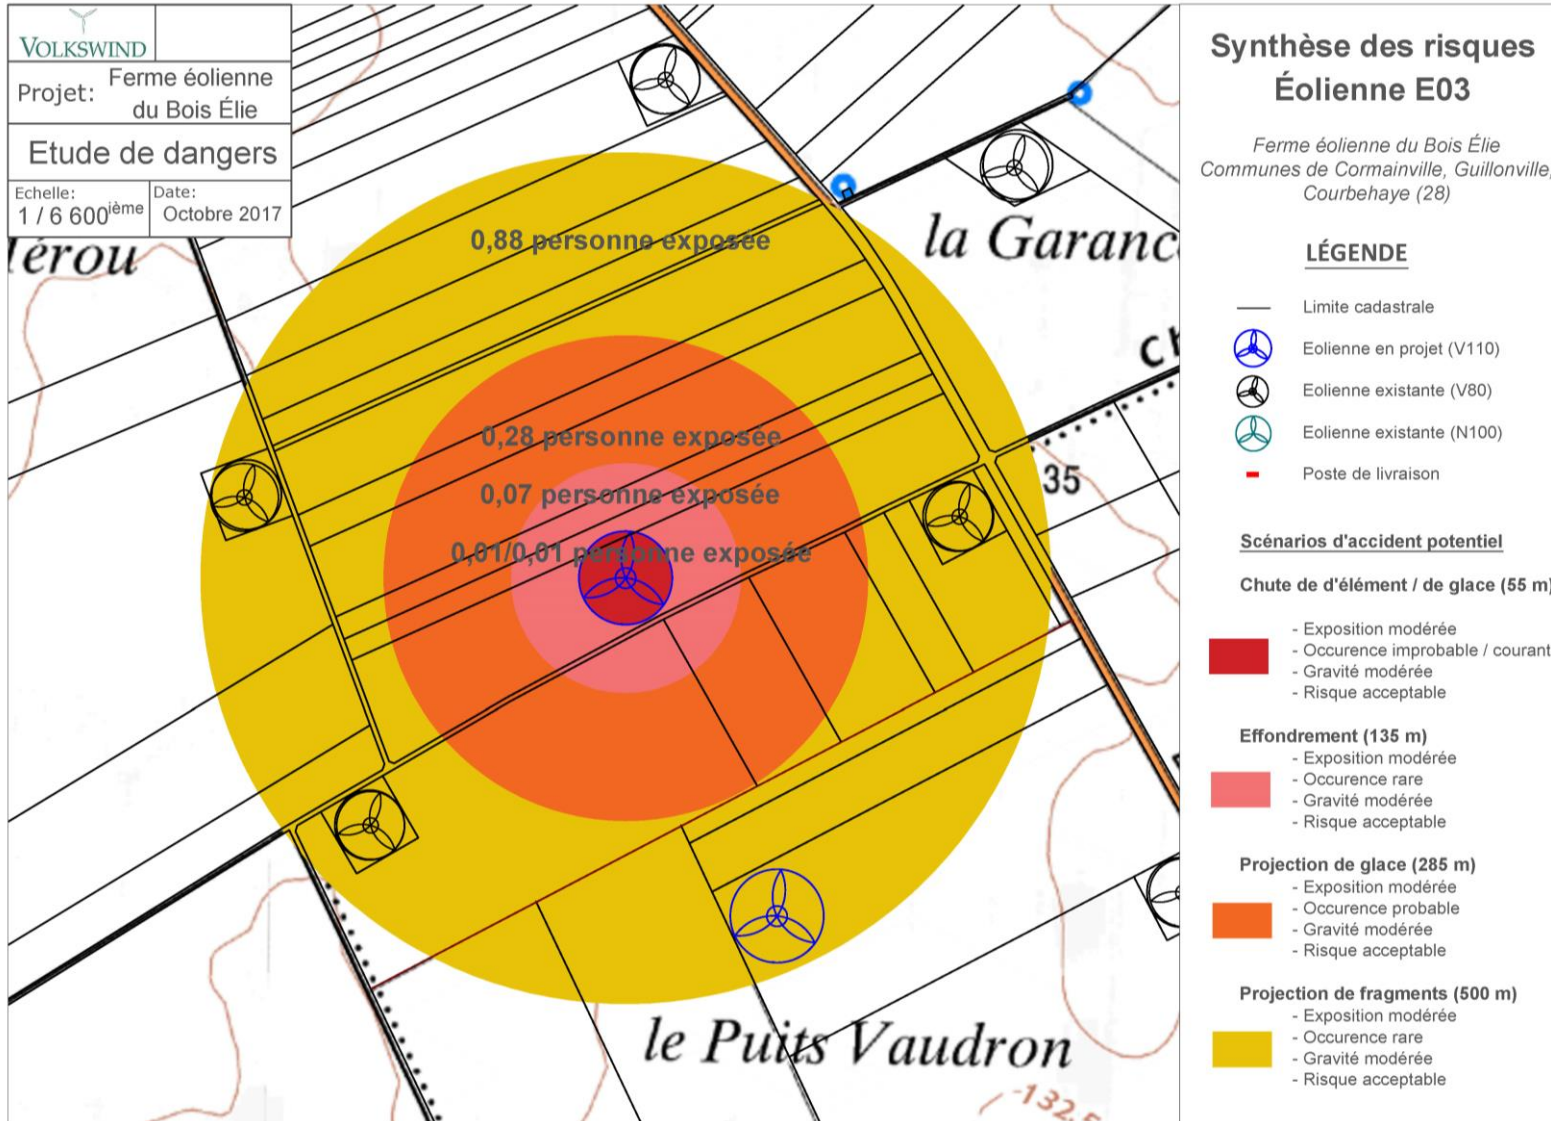 VOLKSWIND
Projet: Ferme éolienne
du Bois Élie
Etude de dangers
Echelle:
1 / 6 600ième
Date:
Octobre 2017
érou
la Garanc
35
0,88 personne exposée
0,28 personne exposée
0,07 personne exposée
0,01/0,01 personne exposée
le Puits Vaudron
Synthèse des risques
Éolienne E03
Ferme éolienne du Bois Élie
Communes de Cormainville, Guillonville,
Courbehaye (28)
LÉGENDE
Limite cadastrale
Eolienne en projet (V110)
Eolienne existante (V80)
Eolienne existante (N100)
Poste de livraison
Scénarios d'accident potentiel
Chute de d'élément / de glace (55 m)
- Exposition modérée
- Occurence improbable / courant
- Gravité modérée
- Risque acceptable
Effondrement (135 m)
- Exposition modérée
- Occurence rare
- Gravité modérée
- Risque acceptable
Projection de glace (285 m)
- Exposition modérée
- Occurence probable
- Gravité modérée
- Risque acceptable
Projection de fragments (500 m)
- Exposition modérée
- Occurence rare
- Gravité modérée
- Risque acceptable